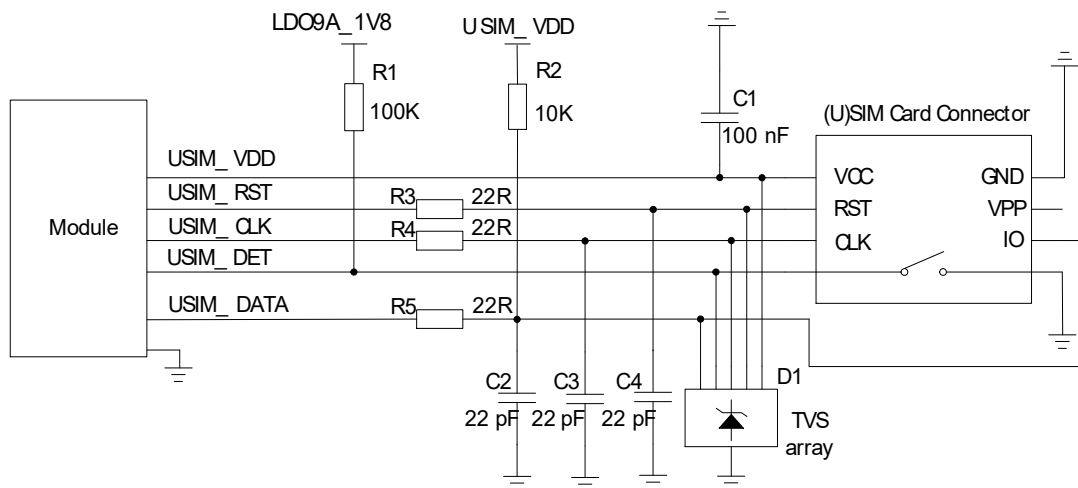 LDO9A_1V8
USIM_VDD
R1
100K
R2
10K
C1
100 nF
(U)SIM Card Connector
Module
USIM_VDD
USIM_RST
USIM_CLK
USIM_DET
USIM_DATA
R3 22R
R4 22R
R5 22R
VCC
RST
CLK
GND
VPP
IO
C2
22 pF
C3
22 pF
C4
22 pF
D1
TVS
array